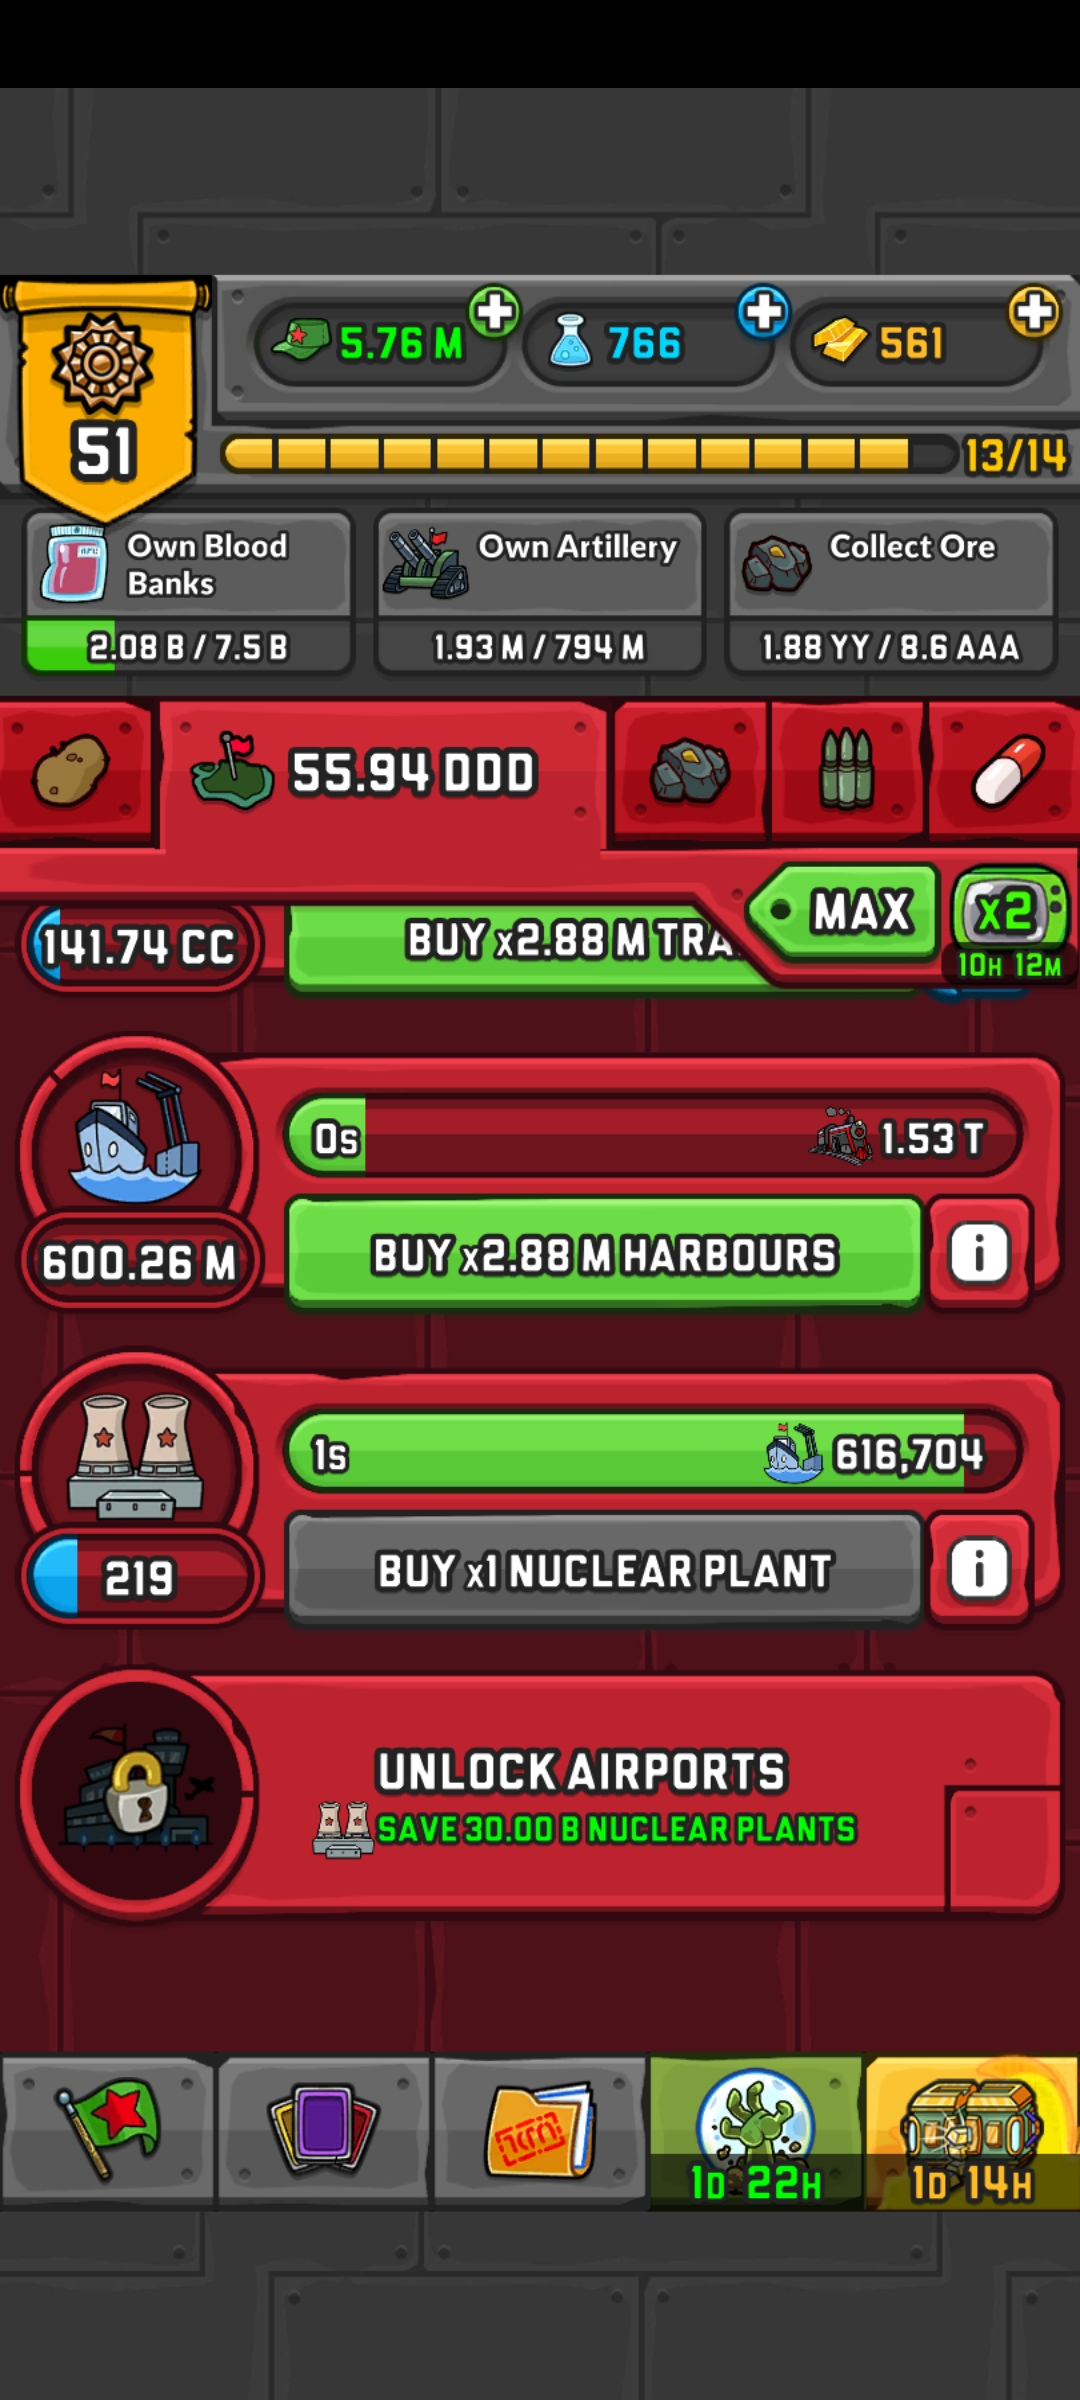 5.76 M
766
561
51
13/14
Own Blood
Banks
Own Artillery
Collect Ore
2.08 B / 7.5 B
1.93 M / 794 M
1.88 YY / 8.6 AAA
55.94 DDD
MAX
x2
10H 12M
141.74 CC
BUY x2.88 M TRA
0s
1.53 T
600.26 M
BUY x2.88 M HARBOURS
i
1s
616,704
219
BUY x1 NUCLEAR PLANT
i
UNLOCK AIRPORTS
SAVE 30.00 B NUCLEAR PLANTS
1D 22H
1D 14H